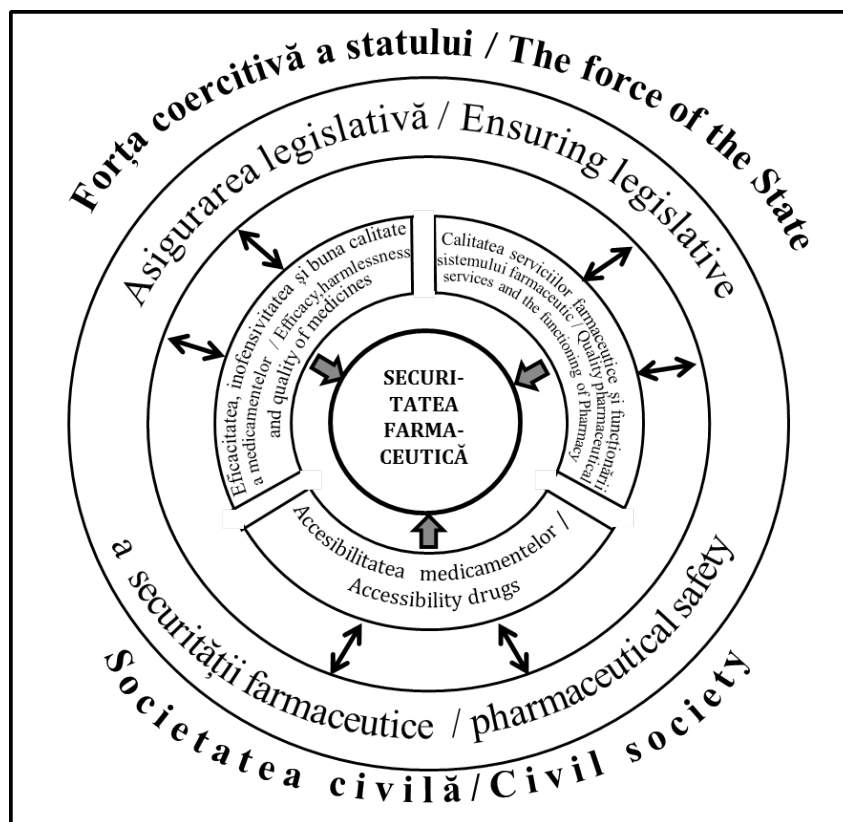 Forța coercitivă a statului / The force of the State
Asigurarea legislativă / Ensuring legislative
Eficacitatea, inofensivitatea și buna calitate
a medicamentelor / Efficacy, harmlessness
and quality of medicines
Calitatea serviciilor farmaceutice și funcționării
sistemului farmaceutic / Quality pharmaceutical
services and the functioning of Pharmacy
SECURI-
TATEA
FARMA-
CEUTICĂ
Accesibilitatea medicamentelor /
Accessibility drugs
a securității farmaceutice / pharmaceutical safety
Societatea civilă/Civil society